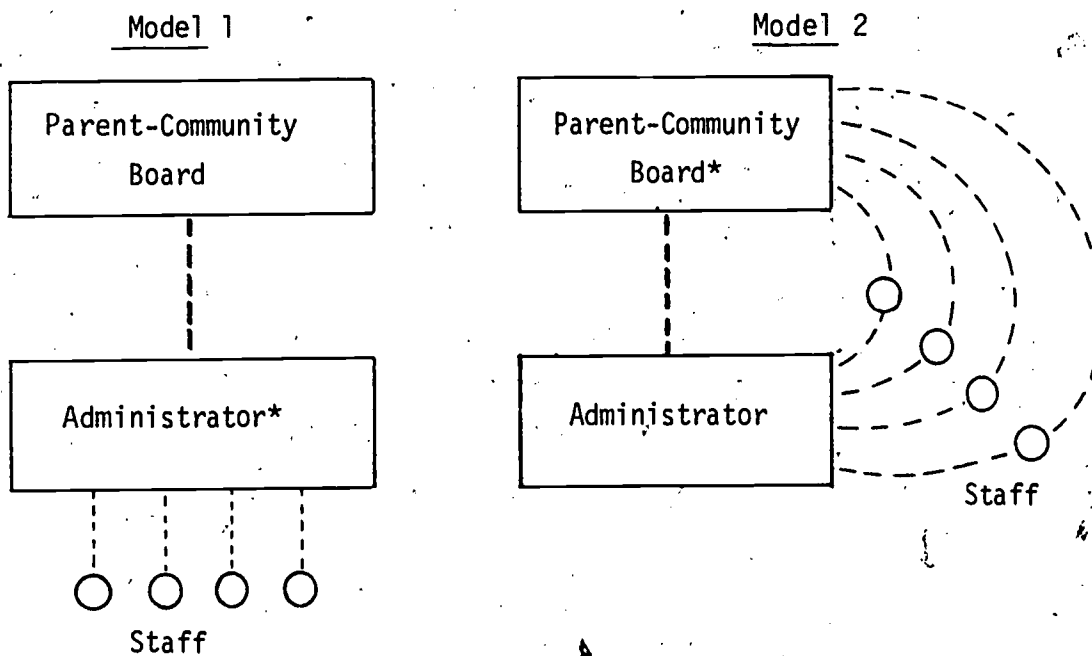 Model 1
Parent-Community
Board
Administrator*
Staff
Model 2
Parent-Community
Board*
Administrator
Staff